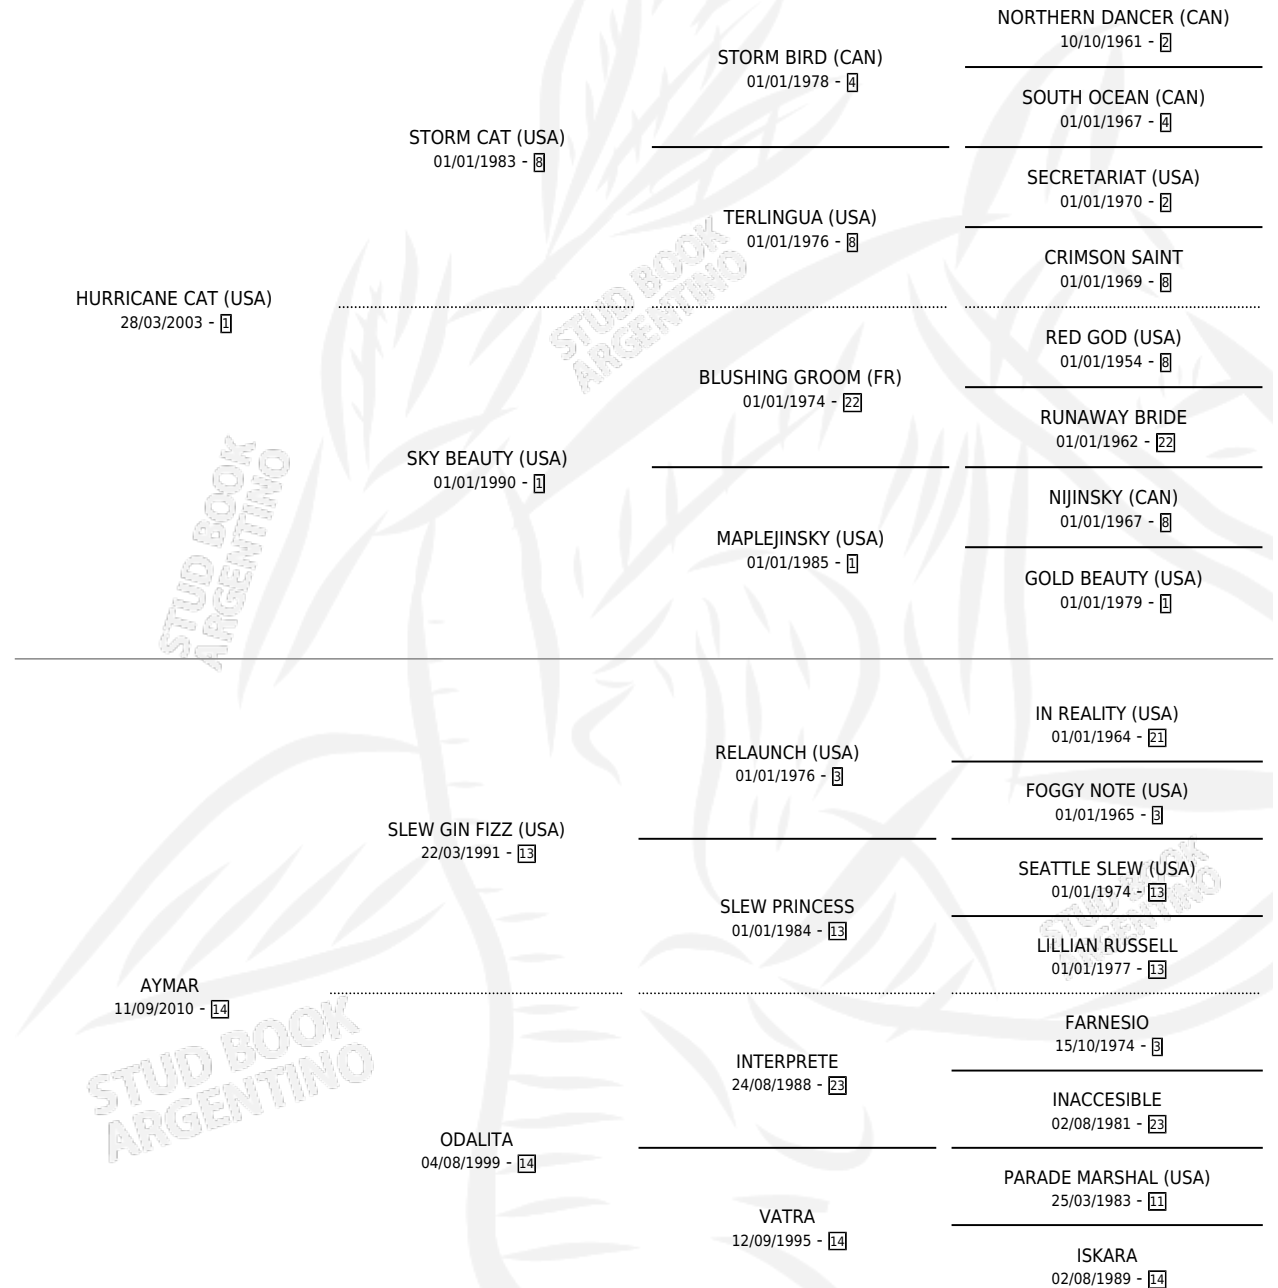 NORTHERN DANCER (CAN)
10/10/1961 - 2
STORM BIRD (CAN)
01/01/1978 - 4
SOUTH OCEAN (CAN)
01/01/1967 - 4
STORM CAT (USA)
01/01/1983 - 8
SECRETARIAT (USA)
01/01/1970 - 2
TERLINGUA (USA)
01/01/1976 - 8
CRIMSON SAINT
01/01/1969 - 8
HURRICANE CAT (USA)
28/03/2003 - 1
RED GOD (USA)
01/01/1954 - 8
BLUSHING GROOM (FR)
01/01/1974 - 22
RUNAWAY BRIDE
01/01/1962 - 22
SKY BEAUTY (USA)
01/01/1990 - 1
NIJINSKY (CAN)
01/01/1967 - 8
MAPLEJINSKY (USA)
01/01/1985 - 1
GOLD BEAUTY (USA)
01/01/1979 - 1
STUD BOOK
ARGENTINO
STUD BOOK
ARGENTINO
IN REALITY (USA)
01/01/1964 - 21
RELAUNCH (USA)
01/01/1976 - 3
FOGGY NOTE (USA)
01/01/1965 - 3
SLEW GIN FIZZ (USA)
22/03/1991 - 13
SEATTLE SLEW (USA)
01/01/1974 - 13
SLEW PRINCESS
01/01/1984 - 13
LILLIAN RUSSELL
01/01/1977 - 13
AYMAR
11/09/2010 - 14
FARNESIO
15/10/1974 - 3
INTERPRETE
24/08/1988 - 23
INACCESIBLE
02/08/1981 - 23
ODALITA
04/08/1999 - 14
PARADE MARSHAL (USA)
25/03/1983 - 11
VATRA
12/09/1995 - 14
ISKARA
02/08/1989 - 14
STUD BOOK
ARGENTINO
STUD BOOK
ARGENTINO